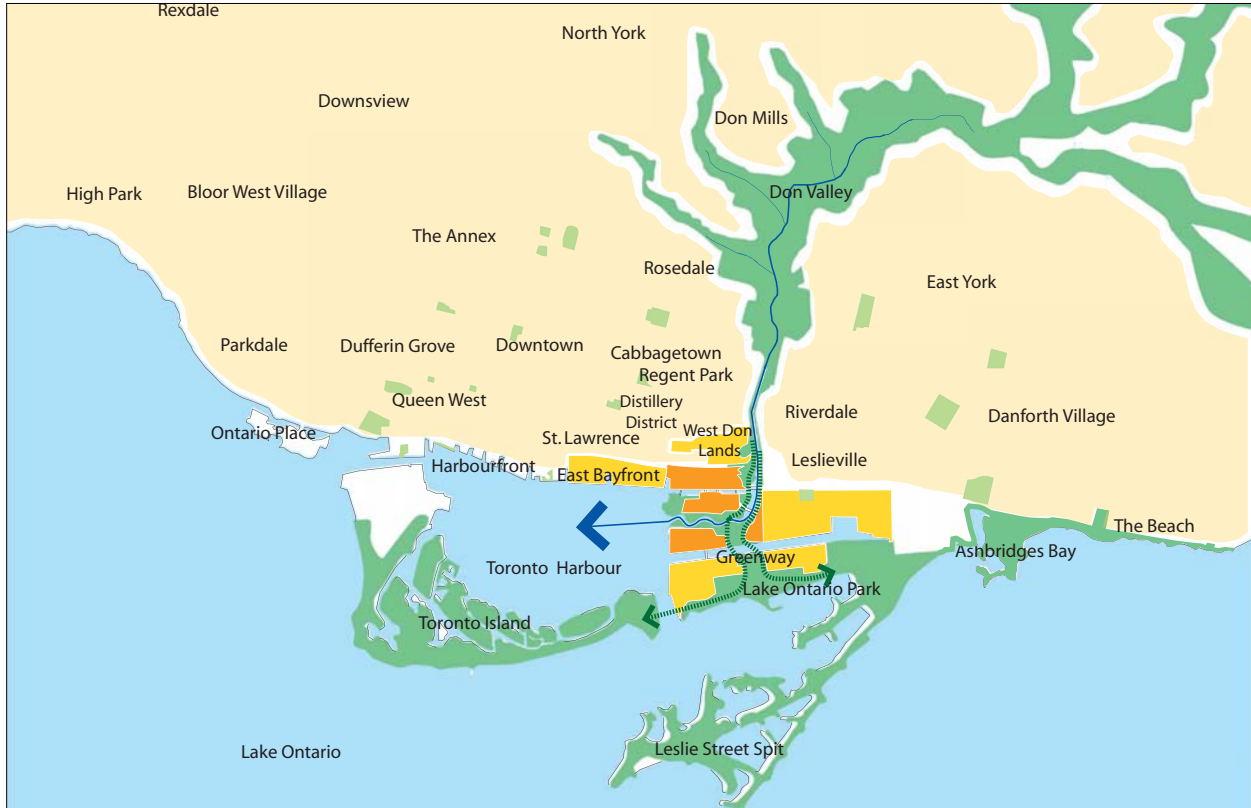 Rexdale
North York
Downsview
Don Mills
High Park
Bloor West Village
Don Valley
The Annex
Rosedale
East York
Parkdale
Dufferin Grove
Downtown
Cabbagetown
Regent Park
Queen West
Distillery
District
Riverdale
Danforth Village
Ontario Place
St. Lawrence
West Don
Lands
Harbourfront
East Bayfront
Leslieville
The Beach
Ashbridges Bay
Greenway
Toronto Harbour
Lake Ontario Park
Toronto Island
Lake Ontario
Leslie Street Spit